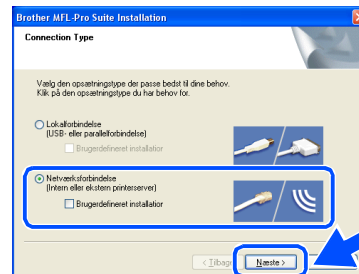 Brother MFL-Pro Suite Installation
Connection Type
Vælg den opsætningstype der passe bedst til dine behov.
Klik på den opsætningstype du har behov for.
Lokalforbindelse
(USB- eller parallelforbindelse)
Brugerdefineret installation
Netværksforbindelse
(Intern eller ekstern printerserver)
Brugerdefineret installation
< Tilbage
Næste >